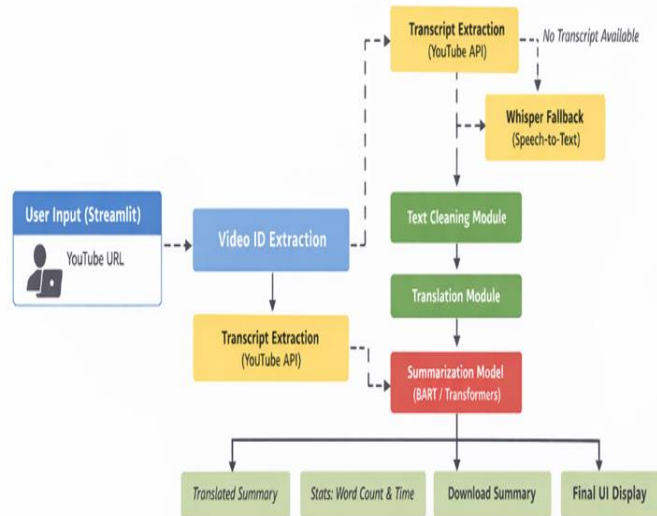 Transcript Extraction
(YouTube API)
No Transcript Available
Whisper Fallback
(Speech-to-Text)
User Input (Streamlit)
YouTube URL
Video ID Extraction
Text Cleaning Module
Translation Module
Transcript Extraction
(YouTube API)
Summarization Model
(BART / Transformers)
Translated Summary
Stats: Word Count & Time
Download Summary
Final UI Display